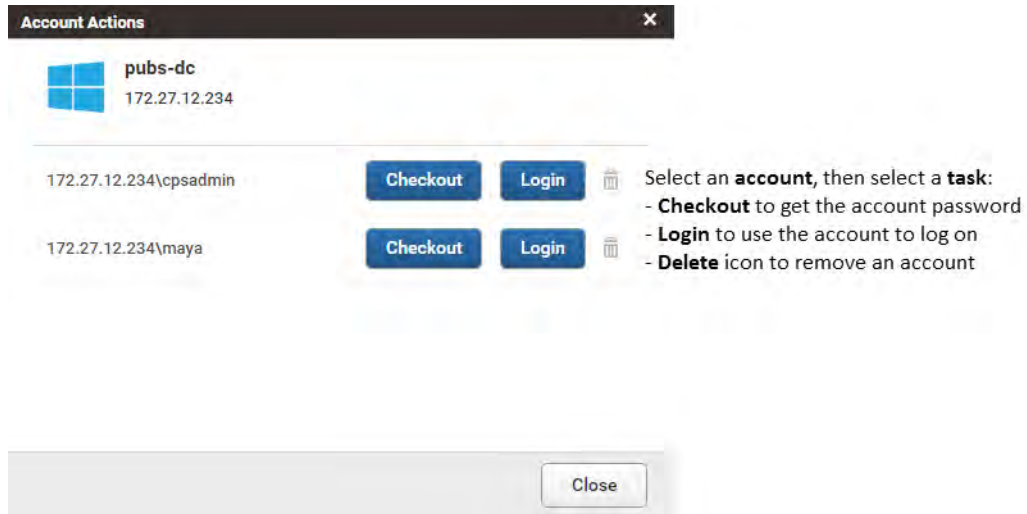 Account Actions
pubs-dc
172.27.12.234
172.27.12.234\cpsadmin Checkout Login
172.27.12.234\maya Checkout Login
Select an account, then select a task:
- Checkout to get the account password
- Login to use the account to log on
- Delete icon to remove an account
Close